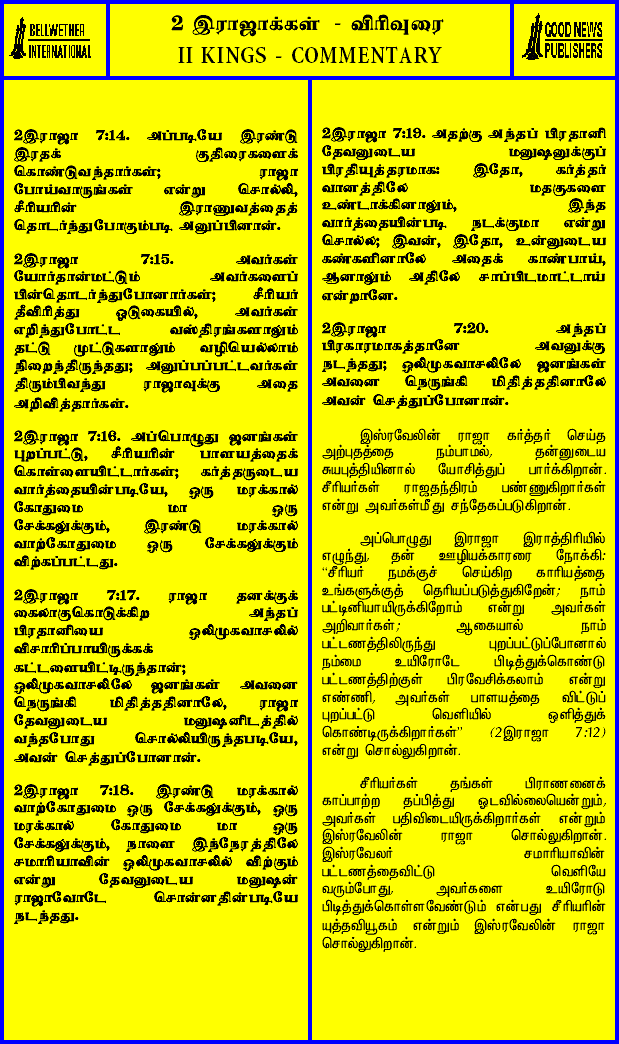 BELLWETHER
INTERNATIONAL
2 இராஜாக்கள் - விரிவுரை
II KINGS - COMMENTARY
GOOD NEWS
PUBLISHERS
2இராஜா 7:14. அப்படியே இரண்டு
இரதக் குதிரைகளைக்
கொண்டுவந்தார்கள்; ராஜா
போய்வாருங்கள் என்று சொல்லி,
சீரியரின் இராணுவத்தைத்
தொடர்ந்துபோகும்படி அனுப்பினான்.
2இராஜா 7:15. அவர்கள்
யோர்தான்மட்டும் அவர்களைப்
பின்தொடர்ந்துபோனார்கள்; சீரியர்
தீவிரித்து ஓடுகையில், அவர்கள்
எறிந்துபோட்ட வஸ்திரங்களாலும்
தட்டு முட்டுகளாலும் வழியெல்லாம்
நிறைந்திருந்தது; அனுப்பப்பட்டவர்கள்
திரும்பிவந்து ராஜாவுக்கு அதை
அறிவித்தார்கள்.
2இராஜா 7:16. அப்பொழுது ஜனங்கள்
புறப்பட்டு, சீரியரின் பாளயத்தைக்
கொள்ளையிட்டார்கள்; கர்த்தருடைய
வார்த்தையின்படியே, ஒரு மரக்கால்
கோதுமை மா ஒரு
சேக்கலுக்கும், இரண்டு மரக்கால்
வாற்கோதுமை ஒரு சேக்கலுக்கும்
விற்கப்பட்டது.
2இராஜா 7:17. ராஜா தனக்குக்
கைலாகுகொடுக்கிற அந்தப்
பிரதானியை ஒலிமுகவாசலில்
விசாரிப்பாயிருக்கக்
கட்டளையிட்டிருந்தான்;
ஒலிமுகவாசலிலே ஜனங்கள் அவனை
நெருங்கி மிதித்ததினாலே, ராஜா
தேவனுடைய மனுஷனிடத்தில்
வந்தபோது சொல்லியிருந்தபடியே,
அவன் செத்துப்போனான்.
2இராஜா 7:18. இரண்டு மரக்கால்
வாற்கோதுமை ஒரு சேக்கலுக்கும், ஒரு
மரக்கால் கோதுமை மா ஒரு
சேக்கலுக்கும், நாளை இந்நேரத்திலே
சமாரியாவின் ஒலிமுகவாசலில் விற்கும்
என்று தேவனுடைய மனுஷன்
ராஜாவோடே சொன்னதின்படியே
நடந்தது.
2இராஜா 7:19. அதற்கு அந்தப் பிரதானி
தேவனுடைய மனுஷனுக்குப்
பிரதியுத்தரமாக: இதோ, கர்த்தர்
வானத்திலே மதகுகளை
உண்டாக்கினாலும், இந்த
வார்த்தையின்படி நடக்குமா என்று
சொல்ல; இவன், இதோ, உன்னுடைய
கண்களினாலே அதைக் காண்பாய்,
ஆனாலும் அதிலே சாப்பிடமாட்டாய்
என்றானே.
2இராஜா 7:20. அந்தப்
பிரகாரமாகத்தானே அவனுக்கு
நடந்தது; ஒலிமுகவாசலிலே ஜனங்கள்
அவனை நெருங்கி மிதித்ததினாலே
அவன் செத்துப்போனான்.
இஸ்ரவேலின் ராஜா கர்த்தர் செய்த
அற்புதத்தை நம்பாமல், தன்னுடைய
சுயபுத்தியினால் யோசித்துப் பார்க்கிறான்.
சீரியர்கள் ராஜதந்திரம் பண்ணுகிறார்கள்
என்று அவர்கள்மீது சந்தேகப்படுகிறான்.
அப்பொழுது இராஜா இராத்திரியில்
எழுந்து, தன் ஊழியக்காரரை நோக்கி:
"சீரியர் நமக்குச் செய்கிற காரியத்தை
உங்களுக்குத் தெரியப்படுத்துகிறேன்; நாம்
பட்டினியாயிருக்கிறோம் என்று அவர்கள்
அறிவார்கள்; ஆகையால் நாம்
பட்டணத்திலிருந்து புறப்பட்டுப்போனால்
நம்மை உயிரோடே பிடித்துக்கொண்டு
பட்டணத்திற்குள் பிரவேசிக்கலாம் என்று
எண்ணி, அவர்கள் பாளயத்தை விட்டுப்
புறப்பட்டு வெளியில் ஒளித்துக்
கொண்டிருக்கிறார்கள்" (2இராஜா 7:12)
என்று சொல்லுகிறான்.
சீரியர்கள் தங்கள் பிராணனைக்
காப்பாற்ற தப்பித்து ஓடவில்லையென்றும்,
அவர்கள் பதிவிடையிருக்கிறார்கள் என்றும்
இஸ்ரவேலின் ராஜா சொல்லுகிறான்.
இஸ்ரவேலர் சமாரியாவின்
பட்டணத்தைவிட்டு வெளியே
வரும்போது, அவர்களை உயிரோடு
பிடித்துக்கொள்ளவேண்டும் என்பது சீரியரின்
யுத்தவியூகம் என்றும் இஸ்ரவேலின் ராஜா
சொல்லுகிறான்.